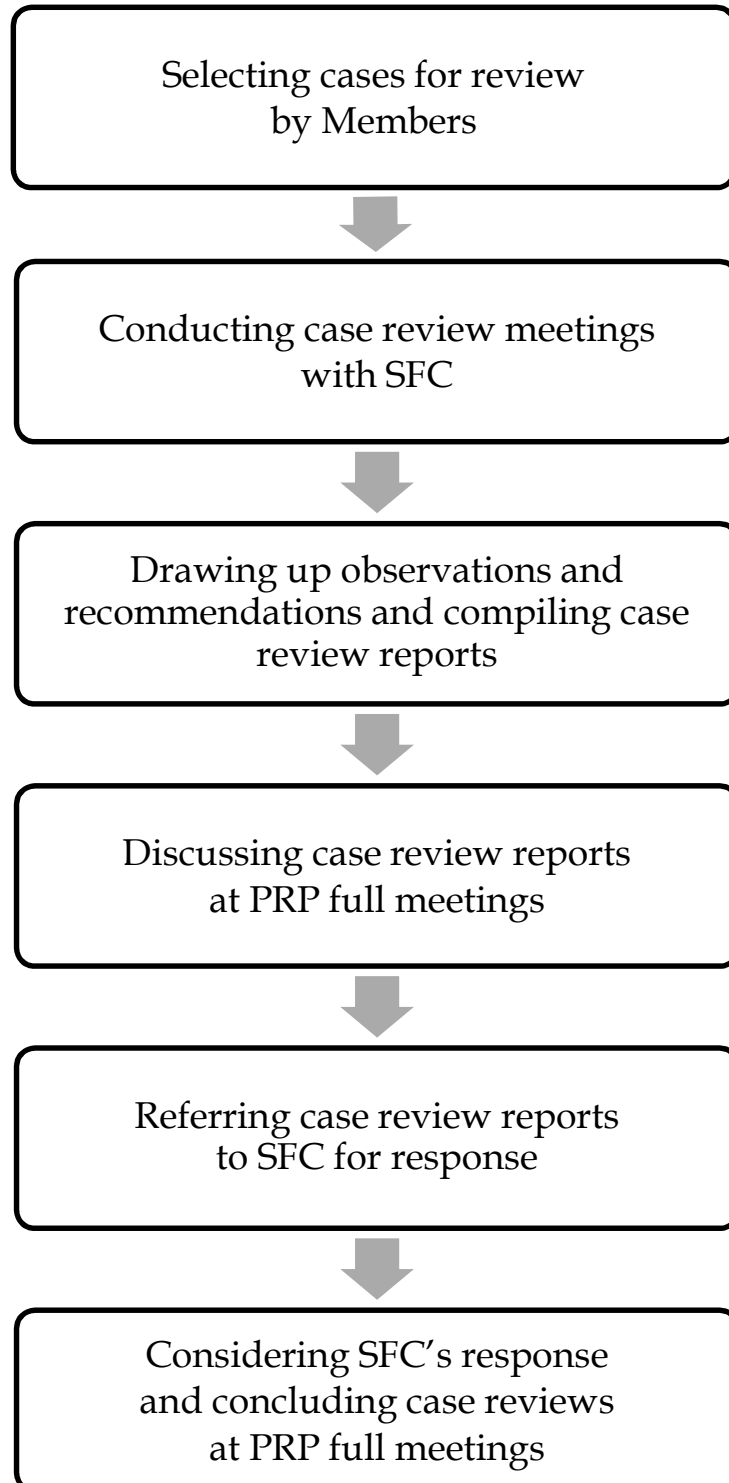 Selecting cases for review
by Members
Conducting case review meetings
with SFC
Drawing up observations and
recommendations and compiling case
review reports
Discussing case review reports
at PRP full meetings
Referring case review reports
to SFC for response
Considering SFC’s response
and concluding case reviews
at PRP full meetings